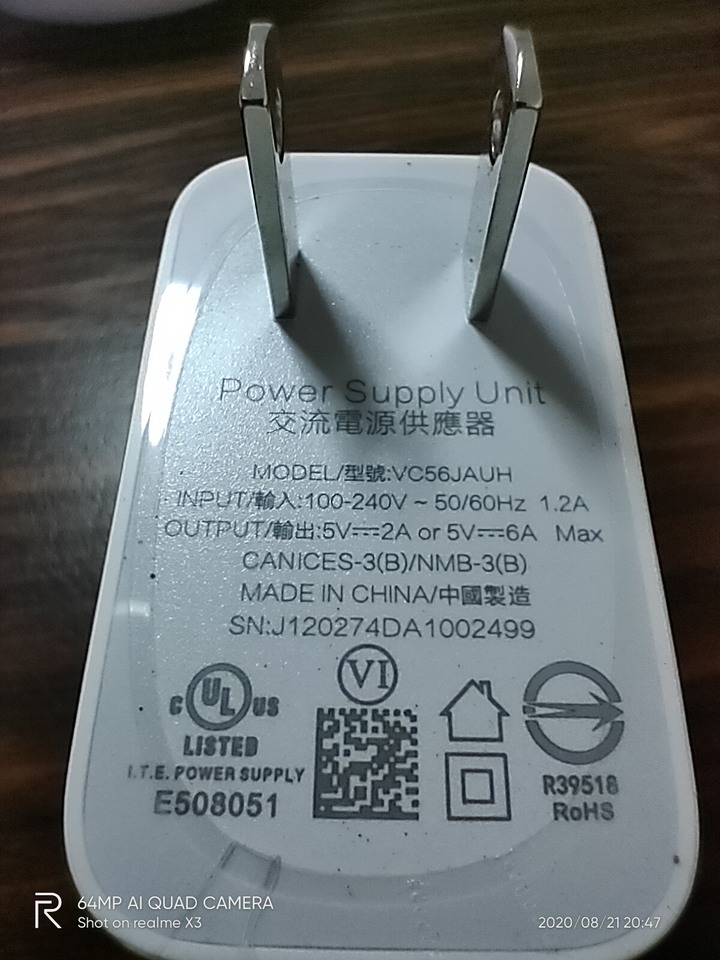 Power Supply Unit
交流電源供應器
MODEL/型號:VC56JAUH
INPUT/輸入:100-240V ~ 50/60Hz 1.2A
OUTPUT/輸出:5V⎓2A or 5V⎓6A Max
CANICES-3(B)/NMB-3(B)
MADE IN CHINA/中國製造
SN:J120274DA1002499
VI
C UL US
LISTED
I.T.E. POWER SUPPLY
E508051
R39518
RoHS
R
64MP AI QUAD CAMERA
Shot on realme X3
2020/08/21 20:47